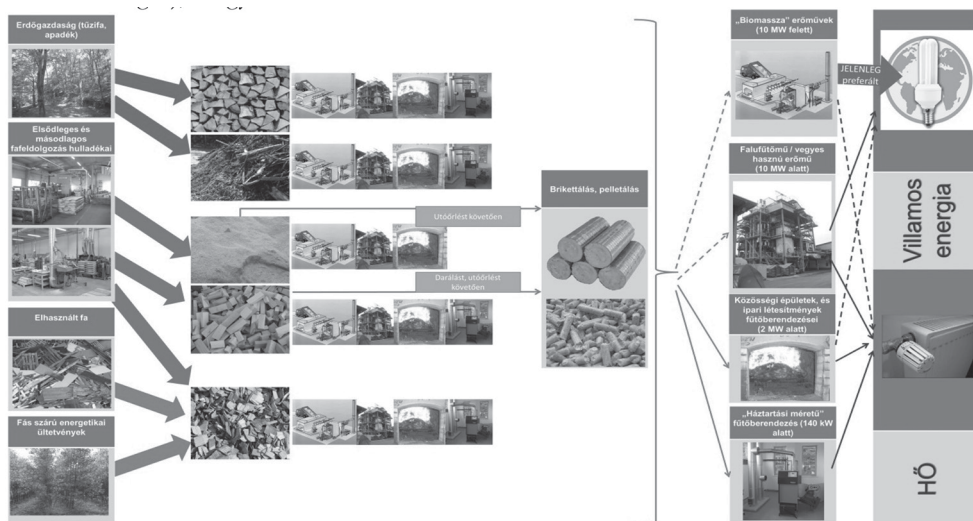 Erdőgazdaság (tűzifa,
apadék)
Elsődleges és
másodlagos
fafeldolgozás hulladékai
Elhasznált fa
Fás szárú energetikai
ültetvények
Utóőrlést követően
Darálást, utóőrlést
követően
Brikettálás, pelletálás
„Biomassza” erőművek
(10 MW felett)
Falufűtőmű / vegyes
hasznú erőmű
(10 MW alatt)
Közösségi épületek, és
ipari létesítmények
fűtőberendezései
(2 MW alatt)
„Háztartási méretű”
fűtőberendezés (140 kW
alatt)
JELENLEG
preferált
Villamos
energia
HŐ